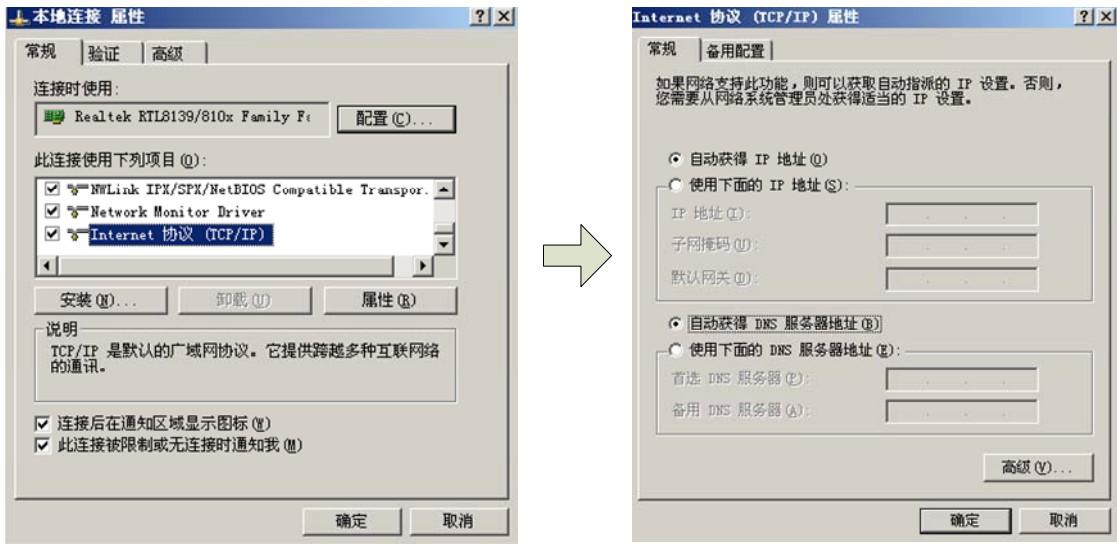 本地连接 属性
常规
验证
高级
连接时使用:
Realtek RTL8139/810x Family F
配置(C)...
此连接使用下列项目(O):
NWLink IPX/SPX/NetBIOS Compatible Transpor.
Network Monitor Driver
Internet 协议 (TCP/IP)
安装(N)...
卸载(U)
属性(R)
说明
TCP/IP 是默认的广域网协议。它提供跨越多种互联网络
的通讯。
连接后在通知区域显示图标(W)
此连接被限制或无连接时通知我(M)
确定
取消
Internet 协议 (TCP/IP) 属性
常规
备用配置
如果网络支持此功能,则可以获取自动指派的 IP 设置。否则,
您需要从网络系统管理员处获得适当的 IP 设置。
自动获得 IP 地址(O)
使用下面的 IP 地址(S):
IP 地址(I):
子网掩码(U):
默认网关(D):
自动获得 DNS 服务器地址(B)
使用下面的 DNS 服务器地址(E):
首选 DNS 服务器(P):
备用 DNS 服务器(A):
高级(V)...
确定
取消